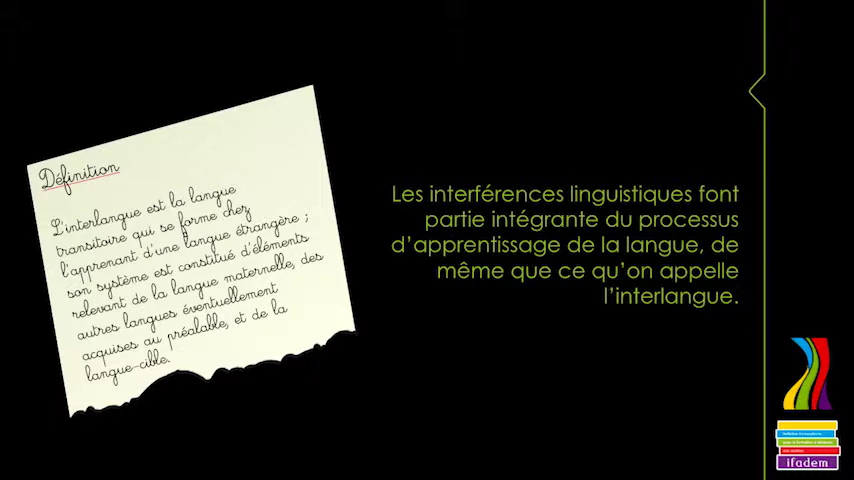 Définition
L'interlangue est la langue
transitoire qui se forme chez
l'apprenant d'une langue étrangère ;
son système est constitué d'éléments
relevant de la langue maternelle, des
autres langues éventuellement
acquises au préalable, et de la
langue-cible.
Les interférences linguistiques font
partie intégrante du processus
d'apprentissage de la langue, de
même que ce qu'on appelle
l'interlangue.
ifadem